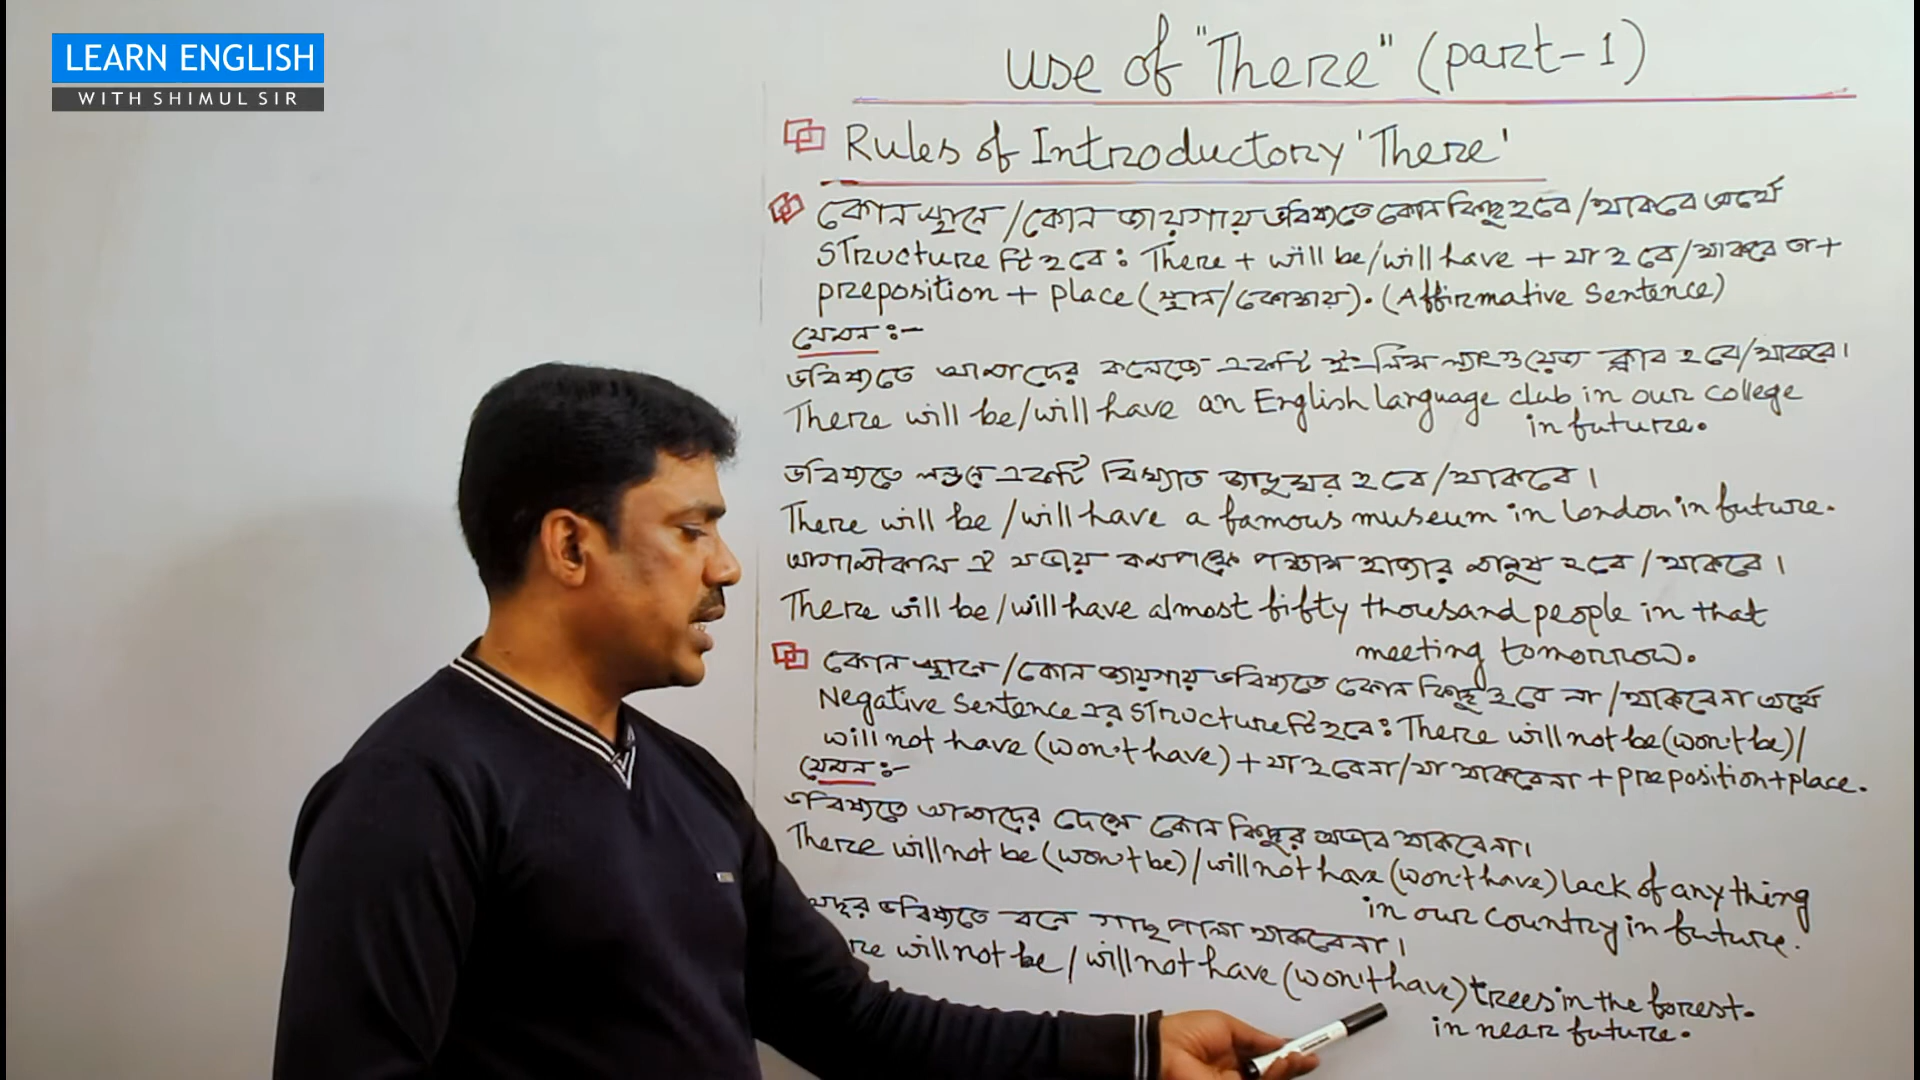 LEARN ENGLISH
WITH SHIMUL SIR
use of "There" (part-1)
Rules of Introductory 'There'
কোন স্থানে/কোন জায়গায় ভবিষ্যতে কোন কিছু হবে/থাকবে অর্থে
Structure টি হবে: There + will be/will have + যা হবে/থাকবে তা +
preposition + place (স্থান/কোথায়). (Affirmative Sentence)
যেমন:-
ভবিষ্যতে আমাদের কলেজে একটি ইংলিশ ল্যাংগুয়েজ ক্লাব হবে/থাকবে।
There will be/will have an English language club in our college
in future.
ভবিষ্যতে লন্ডনে একটি বিখ্যাত জাদুঘর হবে/থাকবে।
There will be/will have a famous museum in London in future.
আগামীকাল ঐ সভায় কমপক্ষে পঞ্চাশ হাজার মানুষ হবে/থাকবে।
There will be/will have almost fifty thousand people in that
meeting tomorrow.
কোন স্থানে/কোন জায়গায় ভবিষ্যতে কোন কিছু হবে না/থাকবেনা অর্থে
Negative Sentence এর Structure টি হবে: There will not be (won't be)/
will not have (won't have) + যা হবেনা/যা থাকবেনা + preposition + place.
যেমন:-
ভবিষ্যতে আমাদের দেশে কোন কিছুর অভাব থাকবেনা।
There will not be (won't be)/will not have (won't have) lack of any thing
in our country in future.
ভবিষ্যতে বনে গাছপালা থাকবেনা।
re will not be/will not have (won't have) trees in the forest.
in near future.